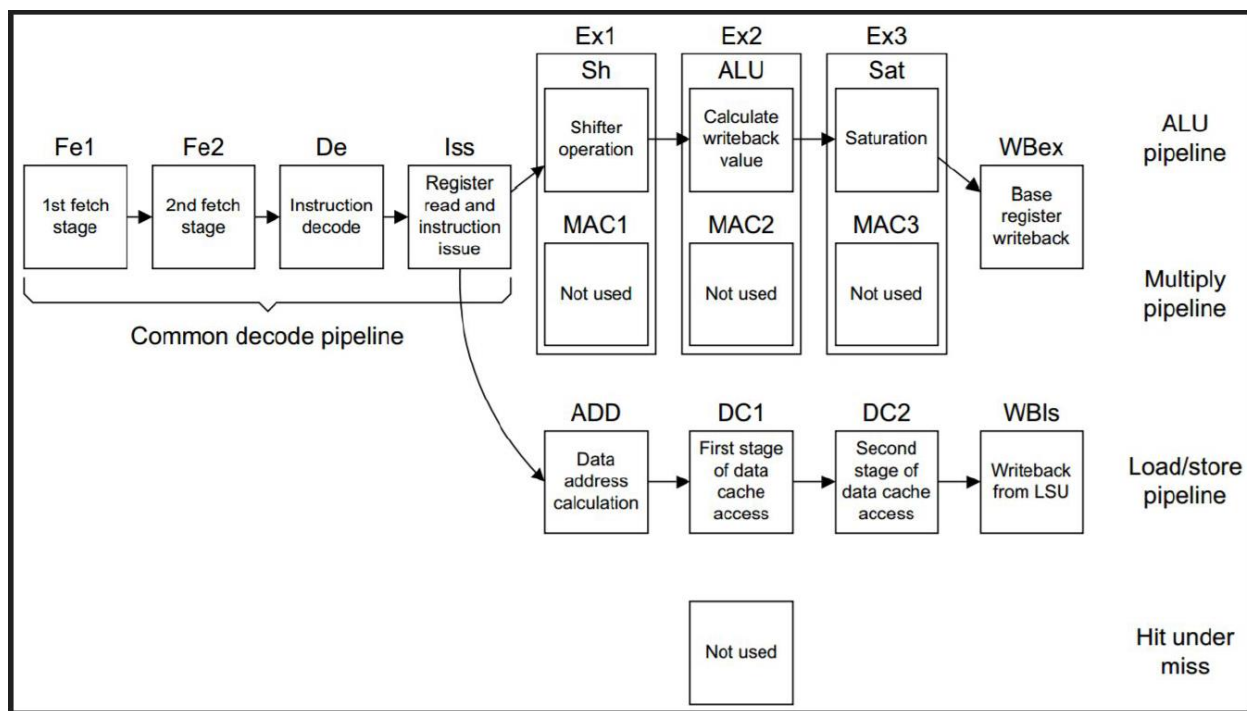 Ex1
Ex2
Ex3
Sh
ALU
Sat
Fe1
Fe2
De
Iss
WBex
1st fetch
stage
2nd fetch
stage
Instruction
decode
Register
read and
instruction
issue
Shifter
operation
Calculate
writeback
value
Saturation
Base
register
writeback
ALU
pipeline
MAC1
MAC2
MAC3
Not used
Not used
Not used
Multiply
pipeline
Common decode pipeline
ADD
DC1
DC2
WBls
Data
address
calculation
First stage
of data
cache
access
Second
stage of
data cache
access
Writeback
from LSU
Load/store
pipeline
Not used
Hit under
miss